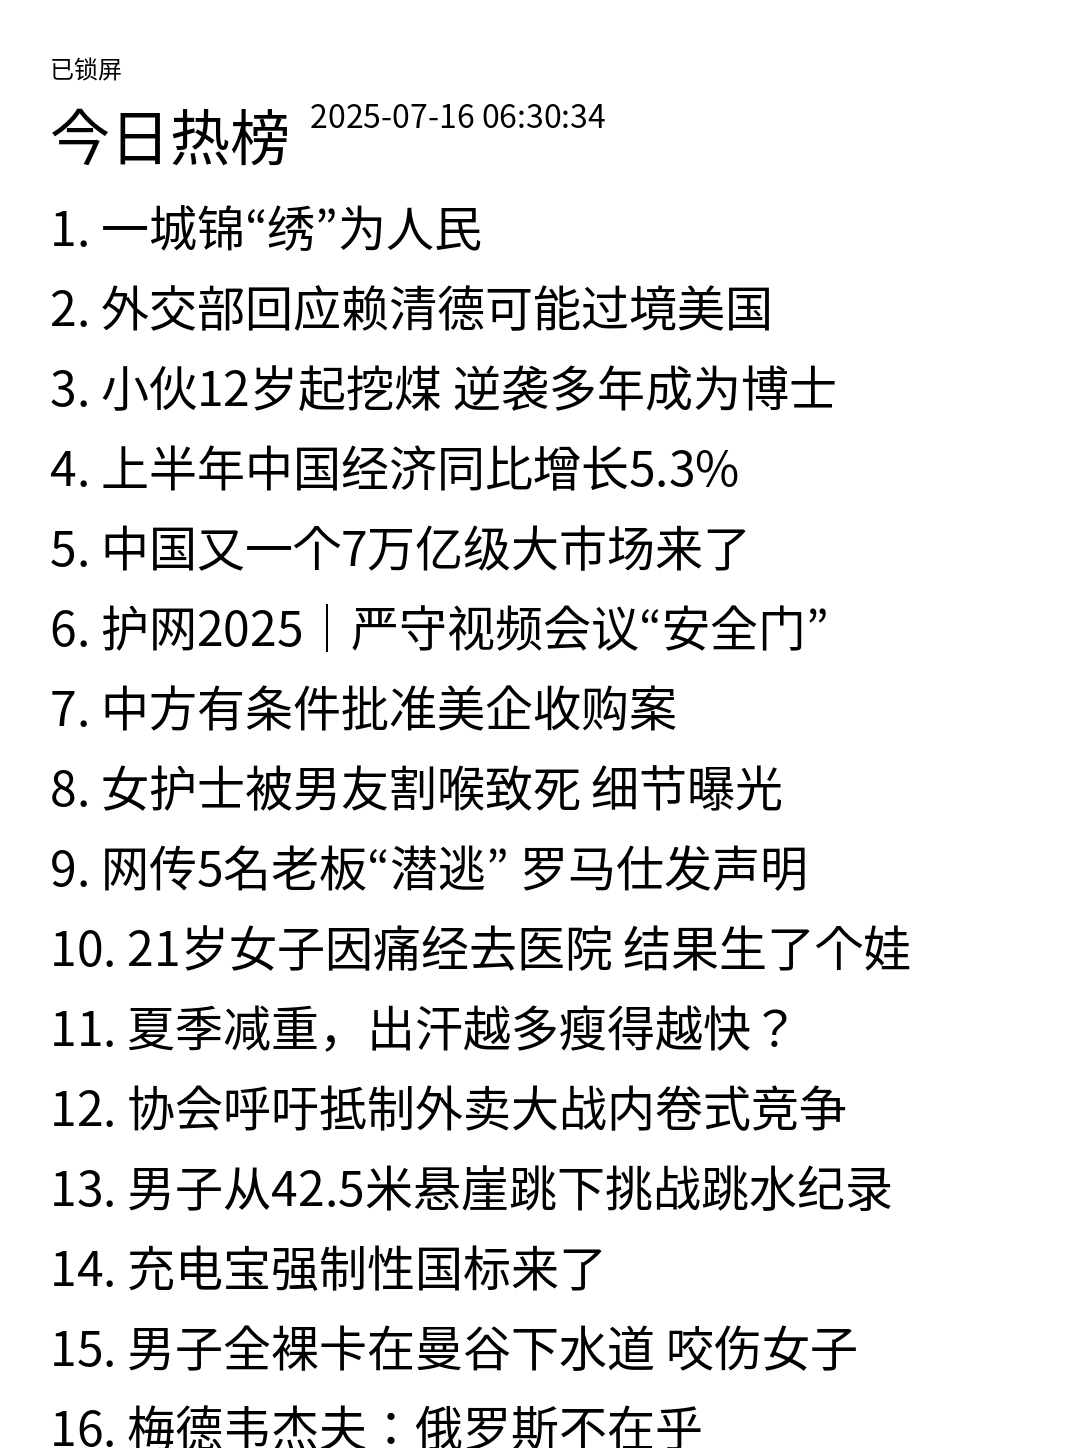 已锁屏
今日热榜 2025-07-16 06:30:34
1. 一城锦“绣”为人民
2. 外交部回应赖清德可能过境美国
3. 小伙12岁起挖煤 逆袭多年成为博士
4. 上半年中国经济同比增长5.3%
5. 中国又一个7万亿级大市场来了
6. 护网2025｜严守视频会议“安全门”
7. 中方有条件批准美企收购案
8. 女护士被男友割喉致死 细节曝光
9. 网传5名老板“潜逃” 罗马仕发声明
10. 21岁女子因痛经去医院 结果生了个娃
11. 夏季减重，出汗越多瘦得越快？
12. 协会呼吁抵制外卖大战内卷式竞争
13. 男子从42.5米悬崖跳下挑战跳水纪录
14. 充电宝强制性国标来了
15. 男子全裸卡在曼谷下水道 咬伤女子
16. 梅德韦杰夫：俄罗斯不在乎